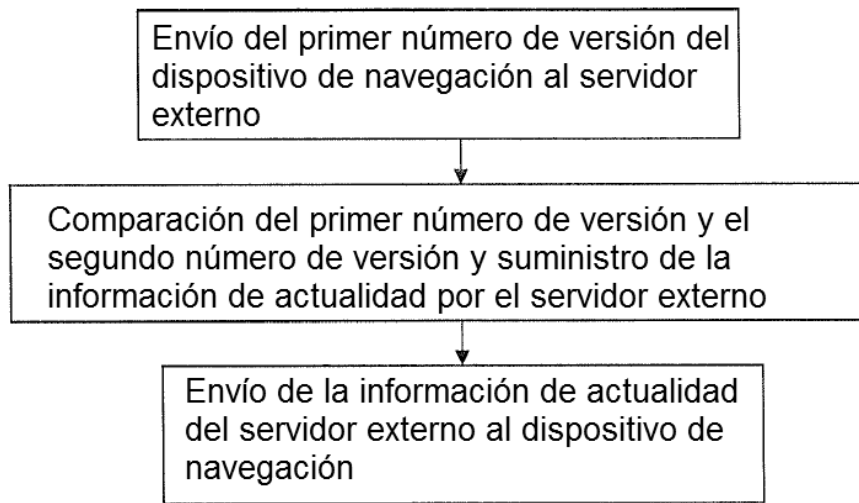 Envío del primer número de versión del
dispositivo de navegación al servidor
externo
Comparación del primer número de versión y el
segundo número de versión y suministro de la
información de actualidad por el servidor externo
Envío de la información de actualidad
del servidor externo al dispositivo de
navegación